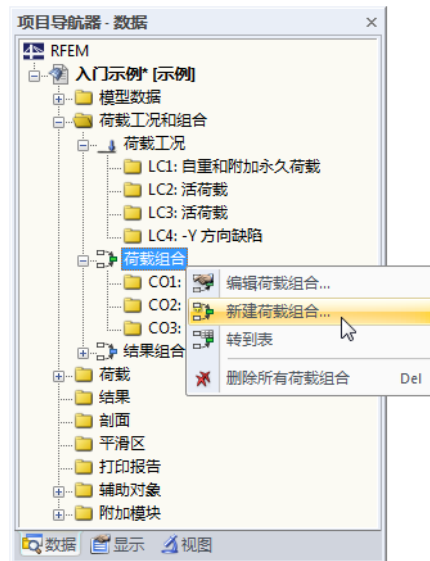 项目导航器 - 数据
RFEM
入门示例* [示例]
模型数据
荷载工况和组合
荷载工况
LC1: 自重和附加永久荷载
LC2: 活荷载
LC3: 活荷载
LC4: -Y 方向缺陷
荷载组合
CO1:
CO2:
CO3:
结果组合
荷载
结果
剖面
平滑区
打印报告
辅助对象
附加模块
编辑荷载组合...
新建荷载组合...
转到表
删除所有荷载组合 Del
数据 显示 视图